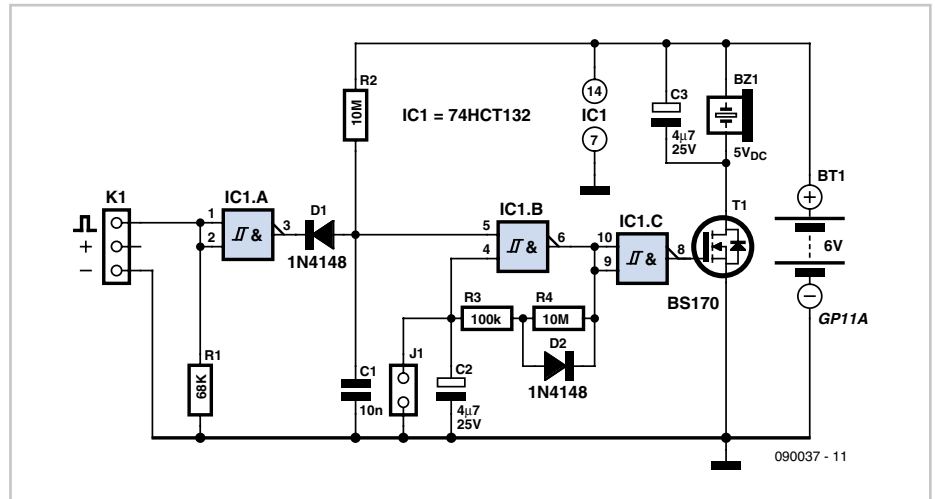 R2
10M
IC1 = 74HCT132
14
IC1
7
C3
4µ7
25V
BZ1
5VDC
BT1
+
6V
–
GP11A
K1
+
–
IC1.A
1
2
3
&
D1
1N4148
IC1.B
5
4
6
&
IC1.C
10
9
8
&
T1
BS170
R3
100k
R4
10M
D2
1N4148
R1
68K
C1
10n
J1
C2
4µ7
25V
090037 - 11